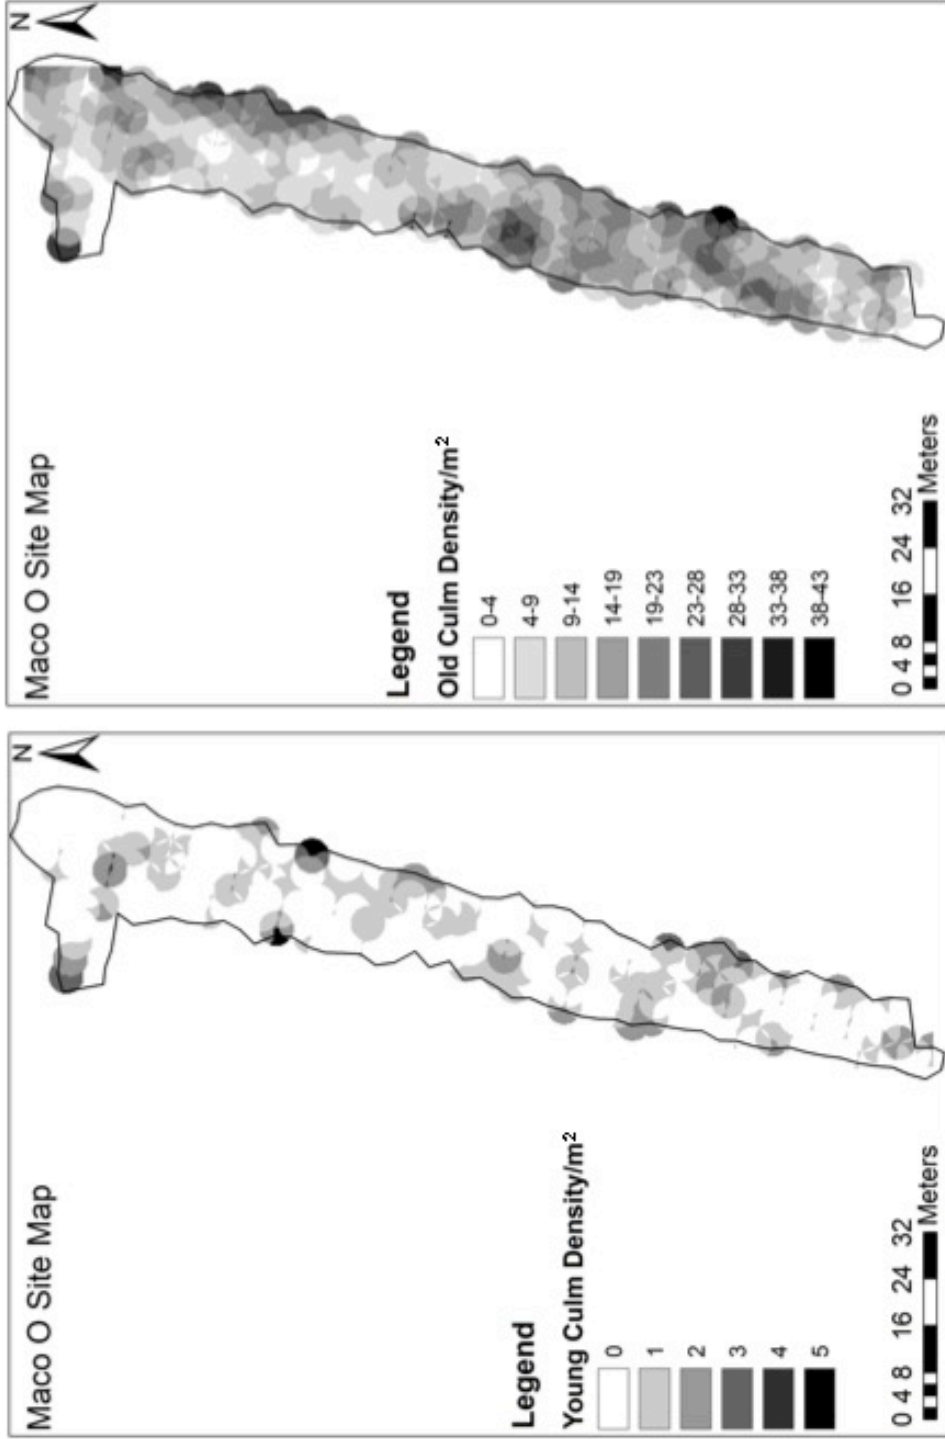 N
Maco O Site Map
Legend
Young Culm Density/m²
0
1
2
3
4
5
0 4 8 16 24 32
Meters
N
Maco O Site Map
Legend
Old Culm Density/m²
0-4
4-9
9-14
14-19
19-23
23-28
28-33
33-38
38-43
0 4 8 16 24 32
Meters